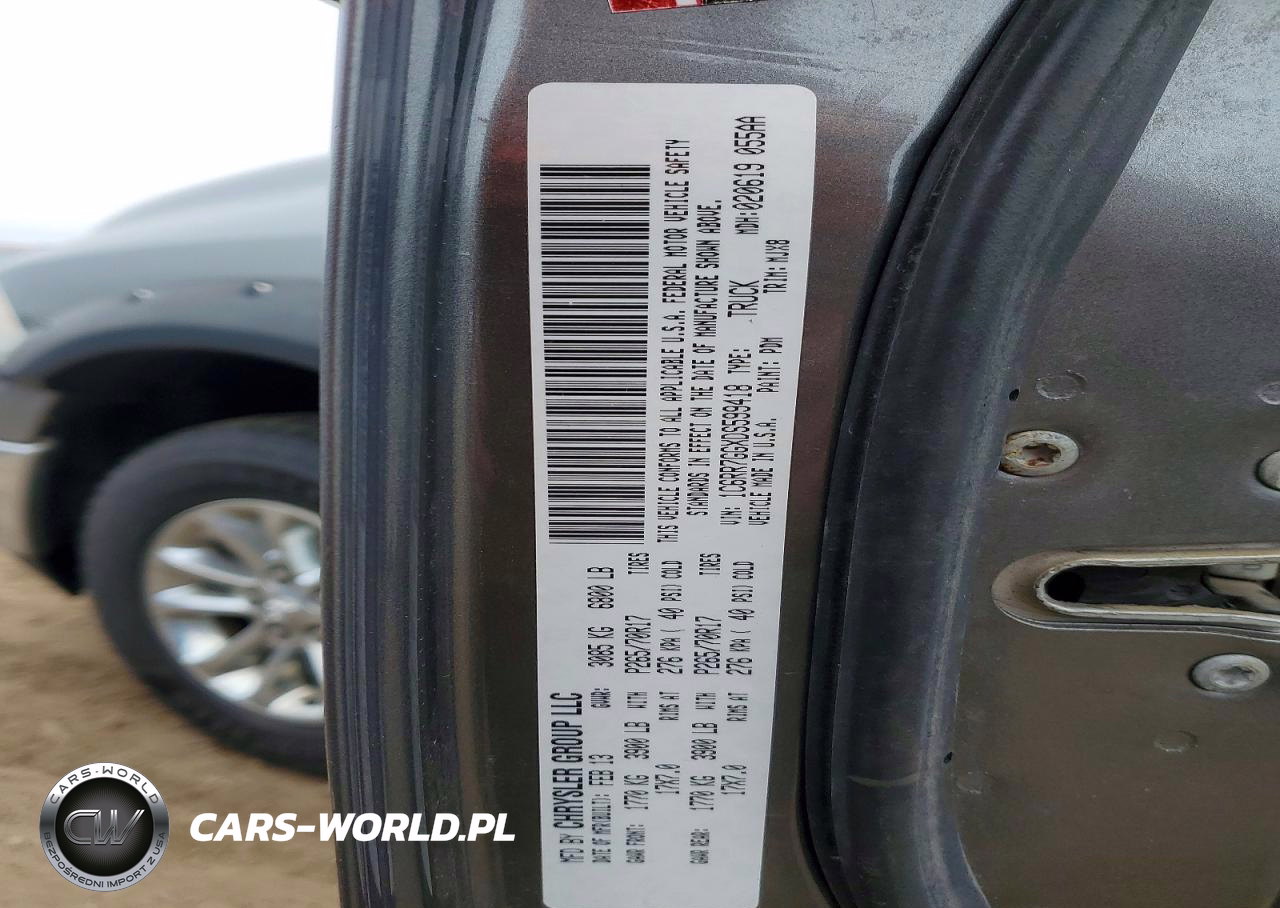 MFD BY CHRYSLER GROUP LLC
DATE OF MFR(BUILT): FEB 13 GVWR: 3085 KG 6800 LB
GAWR FRONT: 1770 KG 3900 LB WITH P265/70R17 TIRES
17X7.0 RIMS AT 276 KPA( 40 PSI) COLD
GAWR REAR: 1770 KG 3900 LB WITH P265/70R17 TIRES
17X7.0 RIMS AT 276 KPA( 40 PSI) COLD
THIS VEHICLE CONFORMS TO ALL APPLICABLE U.S.A. FEDERAL MOTOR VEHICLE SAFETY
STANDARDS IN EFFECT ON THE DATE OF MANUFACTURE SHOWN ABOVE.
VIN: 1C6RR7GGXDS599418 TYPE: TRUCK MDH:020619 055AA
VEHICLE MADE IN U.S.A. PAINT: PDM TRIM: MJX8
CARS-WORLD
CW
BEZPOŚREDNI IMPORT Z USA
CARS-WORLD.PL